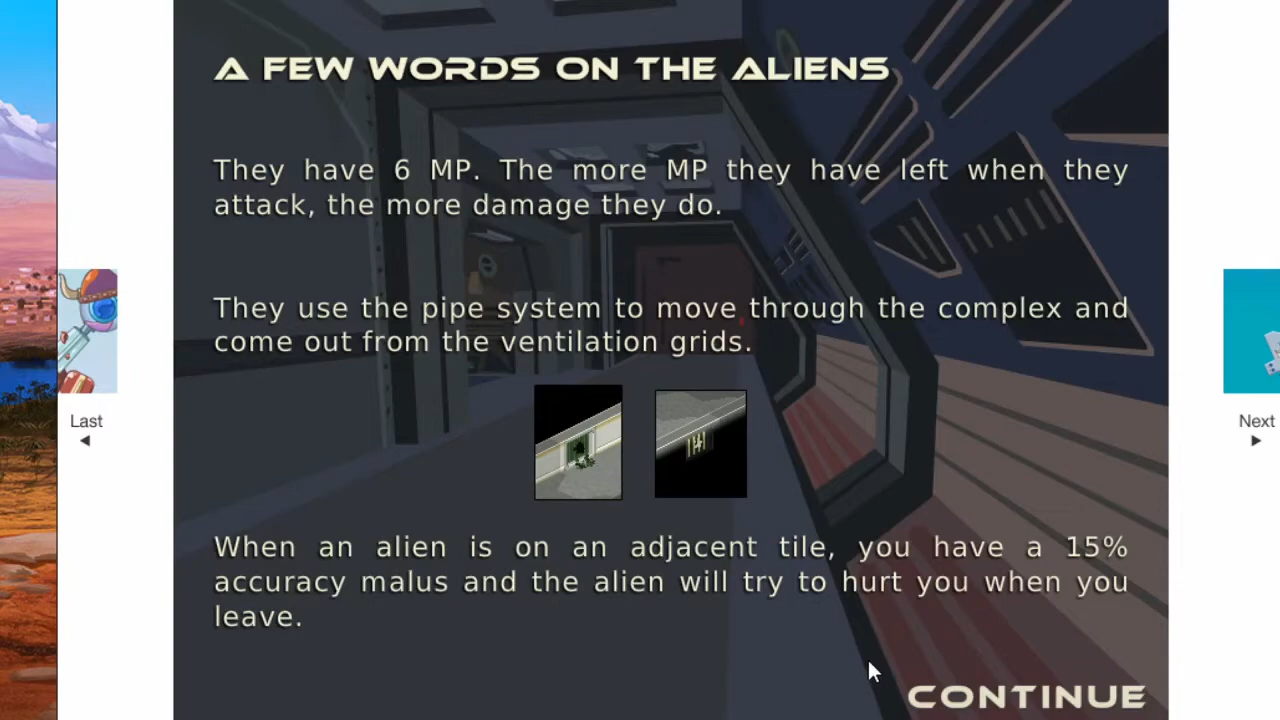 A FEW WORDS ON THE ALIENS
They have 6 MP. The more MP they have left when they
attack, the more damage they do.
They use the pipe system to move through the complex and
come out from the ventilation grids.
Last
Next
When an alien is on an adjacent tile, you have a 15%
accuracy malus and the alien will try to hurt you when you
leave.
CONTINUE